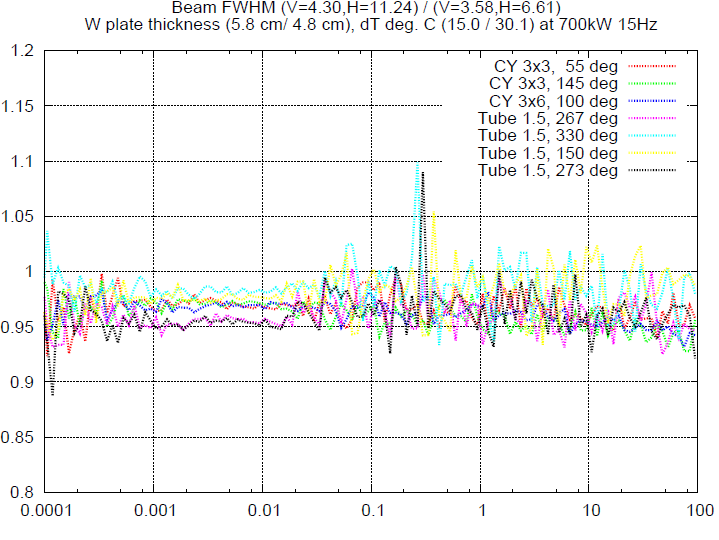 Beam FWHM (V=4.30,H=11.24) / (V=3.58,H=6.61)
W plate thickness (5.8 cm/ 4.8 cm), dT deg. C (15.0 / 30.1) at 700kW 15Hz
1.2
CY 3x3,  55 deg
CY 3x3, 145 deg
CY 3x6, 100 deg
Tube 1.5, 267 deg
Tube 1.5, 330 deg
Tube 1.5, 150 deg
Tube 1.5, 273 deg
1.15
1.1
1.05
1
0.95
0.9
0.85
0.8
0.0001 0.001 0.01 0.1 1 10 100